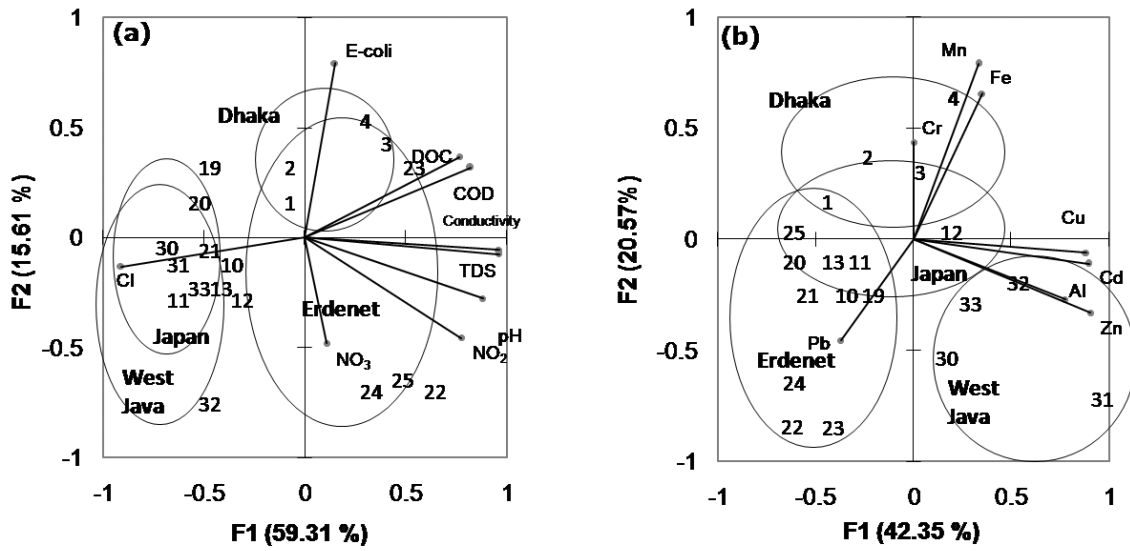 (a)
1
0.5
0
-0.5
-1
-1
-0.5
0
0.5
1
F2 (15.61 %)
F1 (59.31 %)
E-coli
Dhaka
4
3
DOC
2
23
COD
19
1
20
Conductivity
30
21
31
10
Cl
TDS
33
13
11
12
Erdenet
Japan
pH
NO2
NO3
West
Java
25
24
22
32
(b)
1
0.5
0
-0.5
-1
-1
-0.5
0
0.5
1
F2 (20.57%)
F1 (42.35 %)
Mn
Fe
Dhaka
4
Cr
2
3
1
25
12
Cu
20
13
11
Japan
Cd
Al
32
21
10
19
33
Zn
Pb
Erdenet
30
24
West
Java
31
22
23